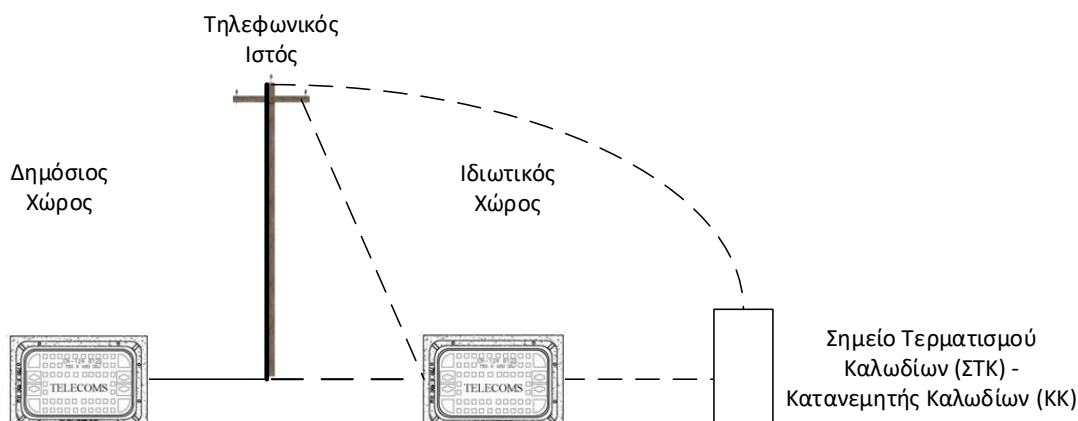 Τηλεφωνικός
Ιστός
Δημόσιος
Χώρος
Ιδιωτικός
Χώρος
TELECOMS
TELECOMS
Σημείο Τερματισμού
Καλωδίων (ΣΤΚ) -
Κατανεμητής Καλωδίων (ΚΚ)